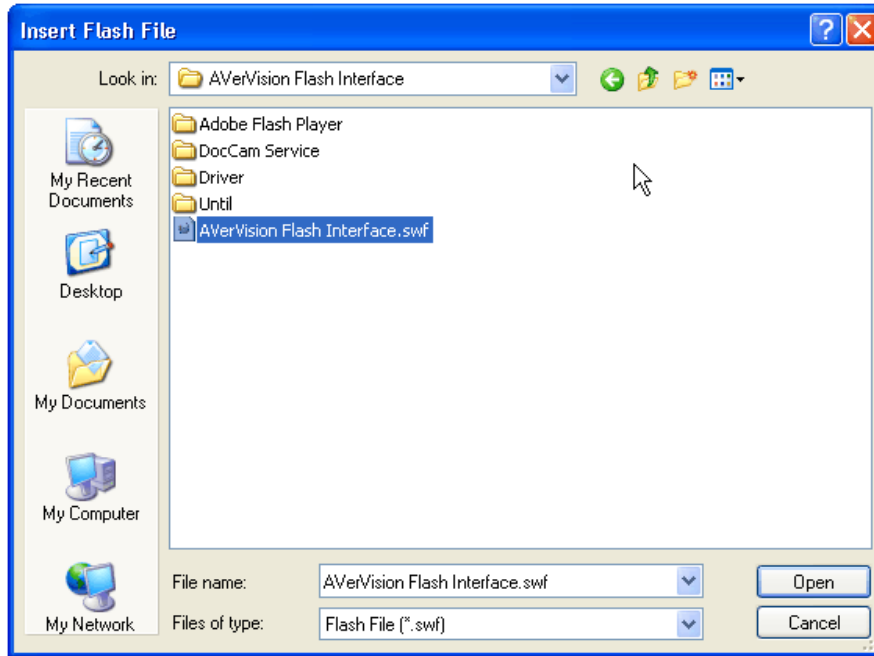 Insert Flash File
Look in: AVerVision Flash Interface
My Recent Documents
Desktop
My Documents
My Computer
My Network
Adobe Flash Player
DocCam Service
Driver
Until
AVerVision Flash Interface.swf
File name: AVerVision Flash Interface.swf Open
Files of type: Flash File (*.swf) Cancel